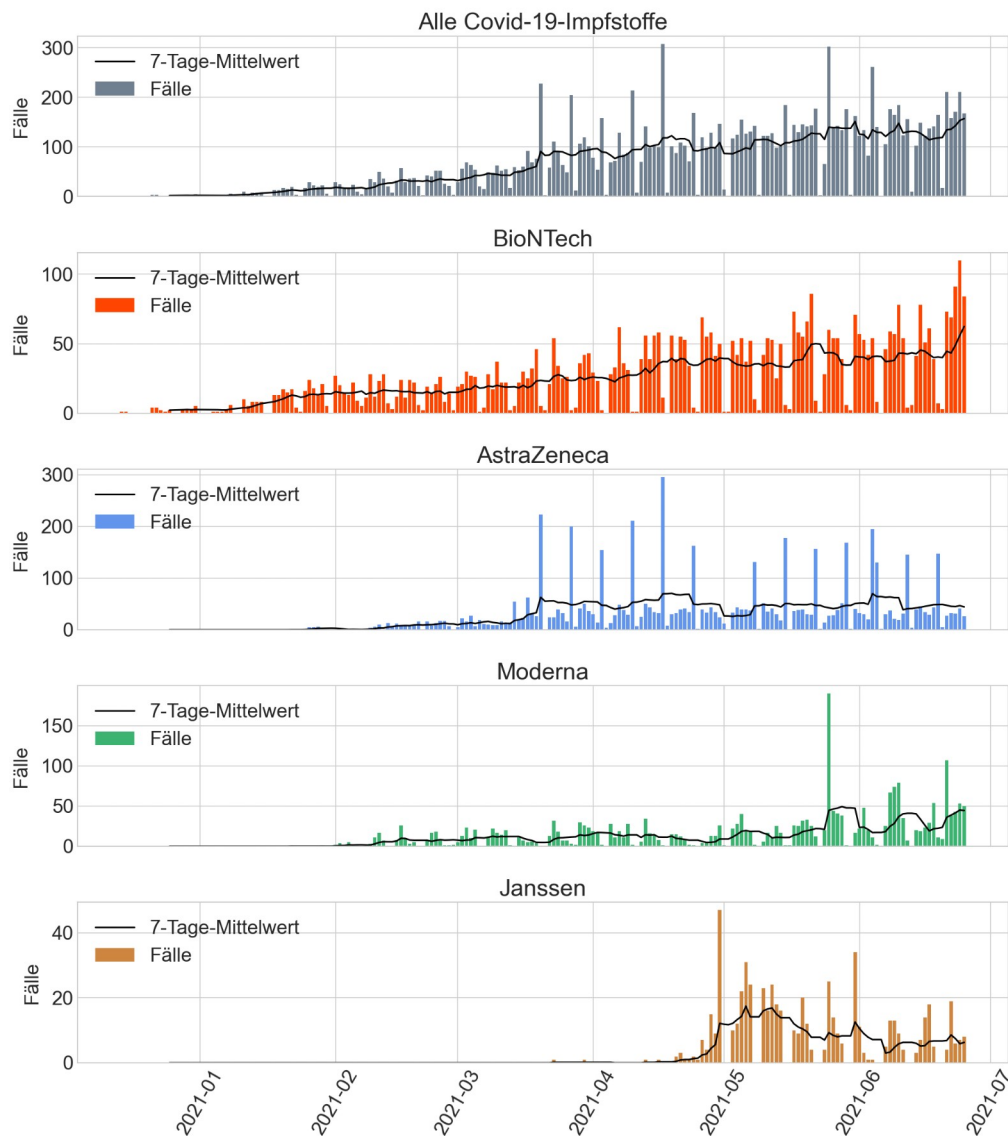 Alle Covid-19-Impfstoffe
300
200
100
0
Fälle
7-Tage-Mittelwert
Fälle
BioNTech
100
50
0
Fälle
7-Tage-Mittelwert
Fälle
AstraZeneca
300
200
100
0
Fälle
7-Tage-Mittelwert
Fälle
Moderna
150
100
50
0
Fälle
7-Tage-Mittelwert
Fälle
Janssen
40
20
0
Fälle
7-Tage-Mittelwert
Fälle
2021-01
2021-02
2021-03
2021-04
2021-05
2021-06
2021-07